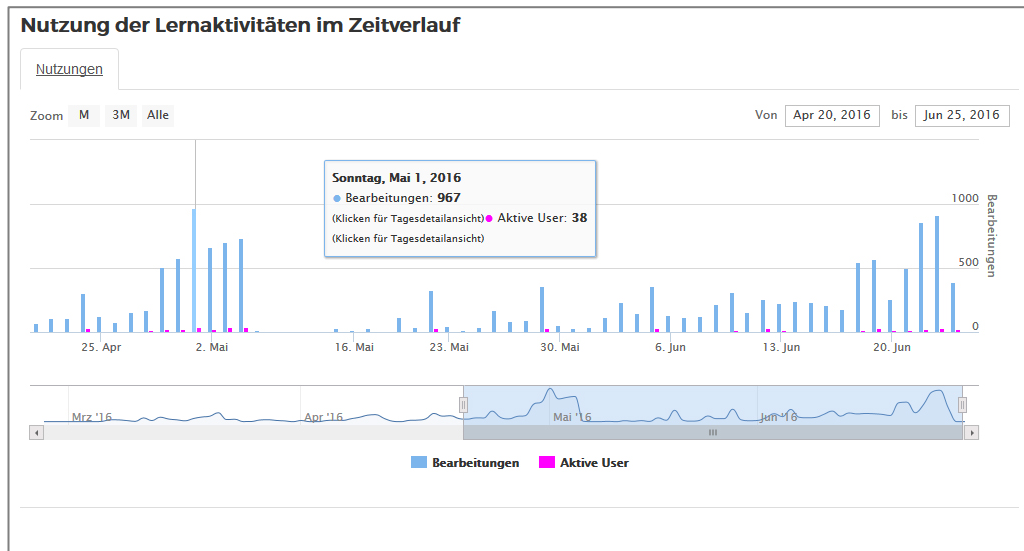 Nutzung der Lernaktivitäten im Zeitverlauf
Nutzungen
Zoom M 3M Alle Von Apr 20, 2016 bis Jun 25, 2016
Sonntag, Mai 1, 2016
Bearbeitungen: 967
(Klicken für Tagesdetailansicht) Aktive User: 38
(Klicken für Tagesdetailansicht)
1000
500
0
Bearbeitungen
25. Apr 2. Mai 16. Mai 23. Mai 30. Mai 6. Jun 13. Jun 20. Jun
Mrz '16 Apr '16 Mai '16 Jun '16
Bearbeitungen Aktive User